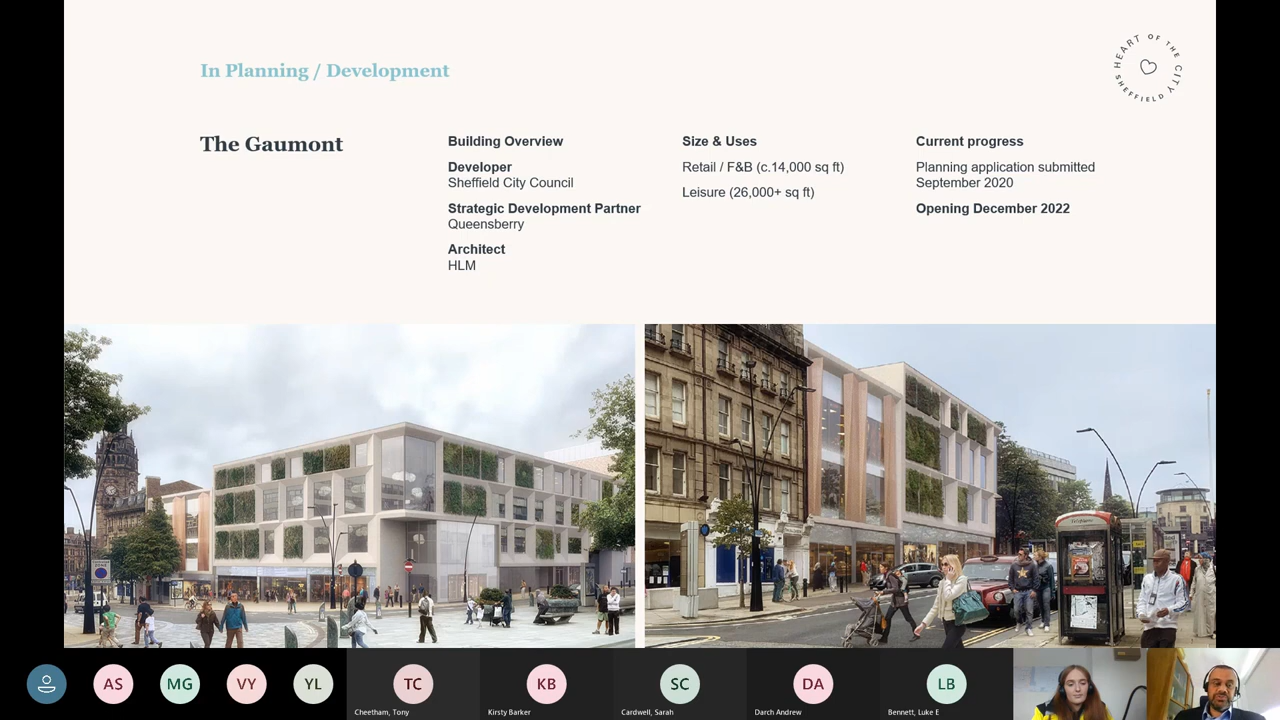 In Planning / Development
HEART OF THE CITY
SHEFFIELD
The Gaumont
Building Overview
Developer
Sheffield City Council
Strategic Development Partner
Queensberry
Architect
HLM
Size & Uses
Retail / F&B (c.14,000 sq ft)
Leisure (26,000+ sq ft)
Current progress
Planning application submitted
September 2020
Opening December 2022
Telephone
AS
MG
VY
YL
TC
KB
SC
DA
LB
Cheetham, Tony
Kirsty Barker
Cardwell, Sarah
Darch Andrew
Bennett, Luke E